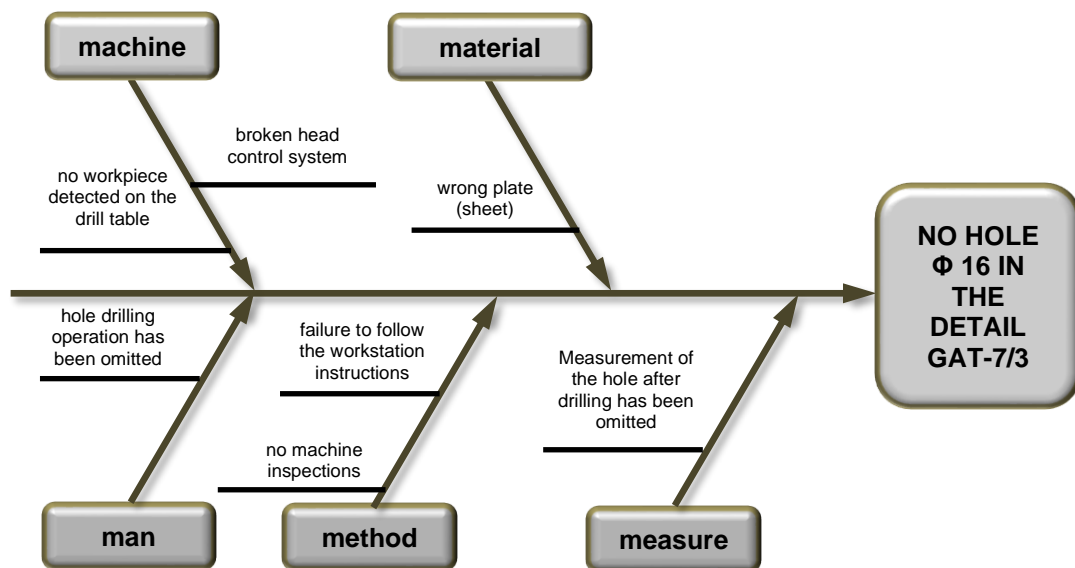 machine
material
broken head
control system
no workpiece
detected on the
drill table
wrong plate
(sheet)
NO HOLE
Φ 16 IN
THE
DETAIL
GAT-7/3
hole drilling
operation has
been omitted
failure to follow
the workstation
instructions
Measurement of
the hole after
drilling has been
omitted
no machine
inspections
man
method
measure